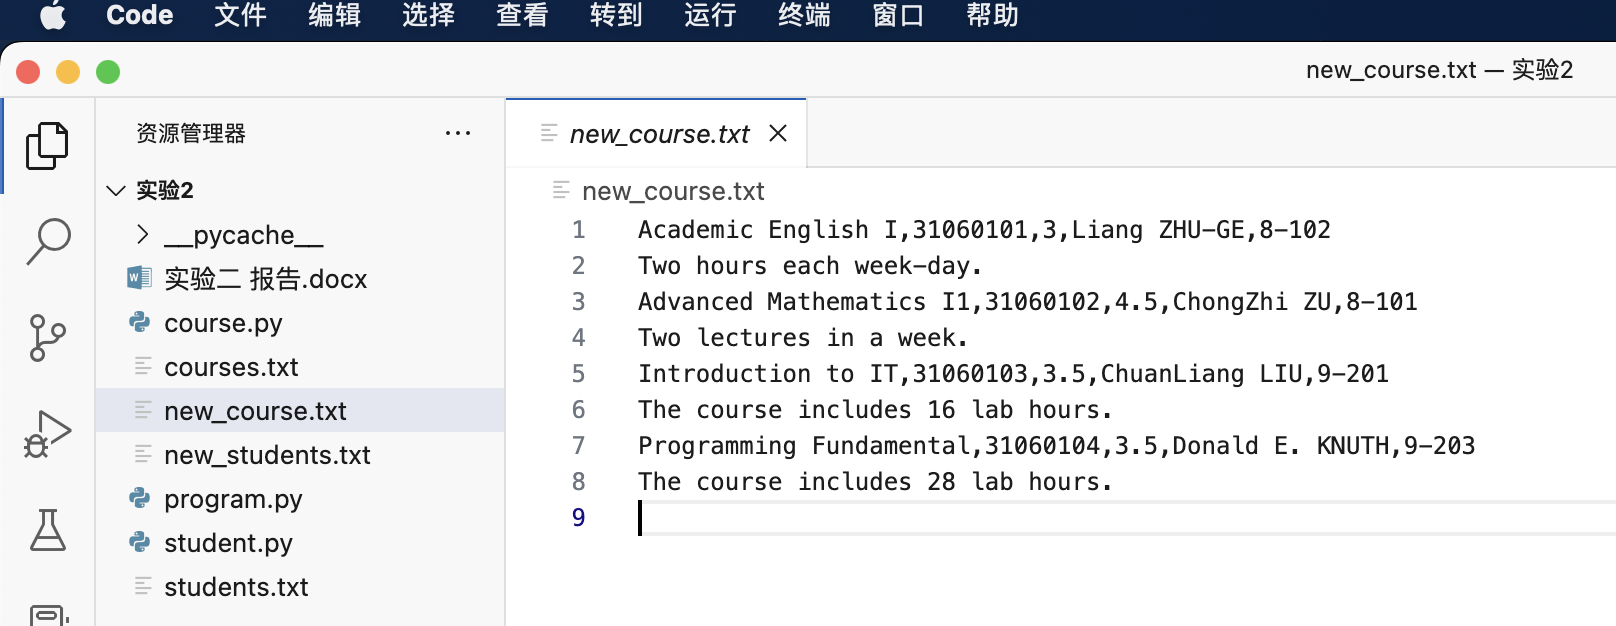 Code 文件 编辑 选择 查看 转到 运行 终端 窗口 帮助
new_course.txt — 实验2
资源管理器 ···
实验2
__pycache__
实验二 报告.docx
course.py
courses.txt
new_course.txt
new_students.txt
program.py
student.py
students.txt
new_course.txt
new_course.txt
1 Academic English I,31060101,3,Liang ZHU-GE,8-102
2 Two hours each week-day.
3 Advanced Mathematics I1,31060102,4.5,ChongZhi ZU,8-101
4 Two lectures in a week.
5 Introduction to IT,31060103,3.5,ChuanLiang LIU,9-201
6 The course includes 16 lab hours.
7 Programming Fundamental,31060104,3.5,Donald E. KNUTH,9-203
8 The course includes 28 lab hours.
9